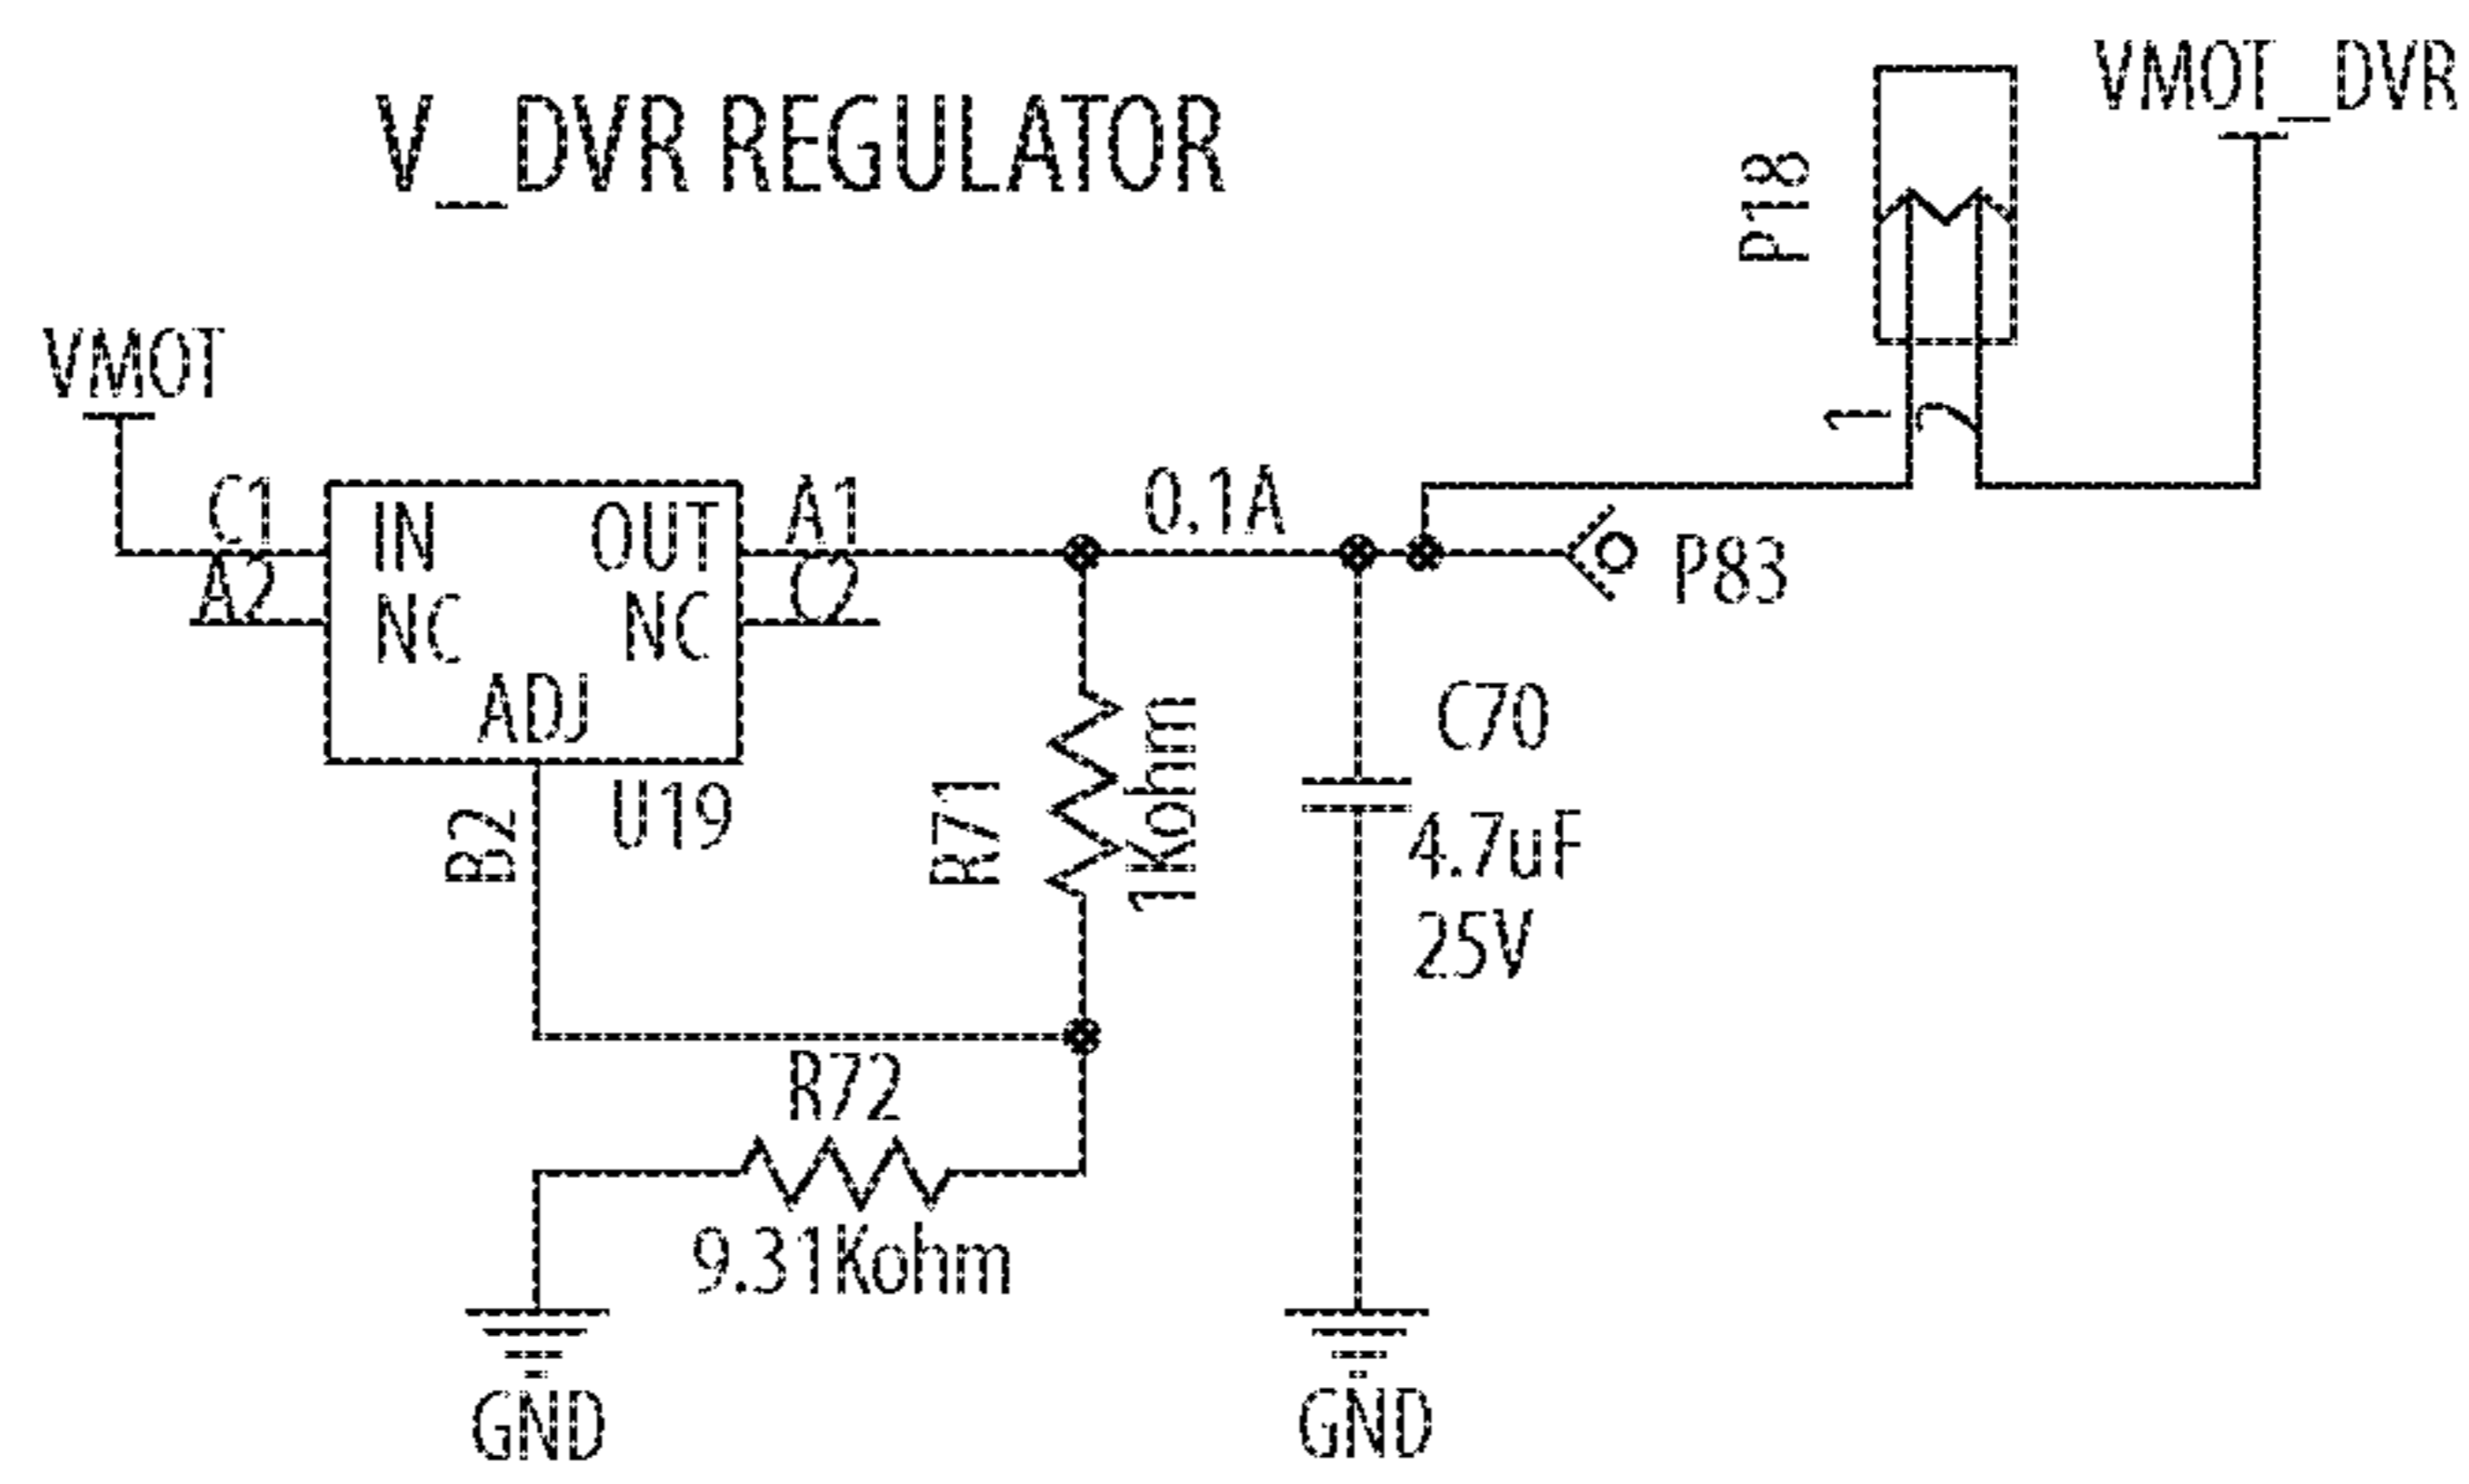 VMOT_DVR
V_DVR REGULATOR
P18
VMOT
1
2
C1
IN
OUT
A1
0.1A
P83
A2
NC
NC
C2
ADJ
U19
B2
R71
1Kohm
C70
4.7uF
25V
R72
9.31Kohm
GND
GND